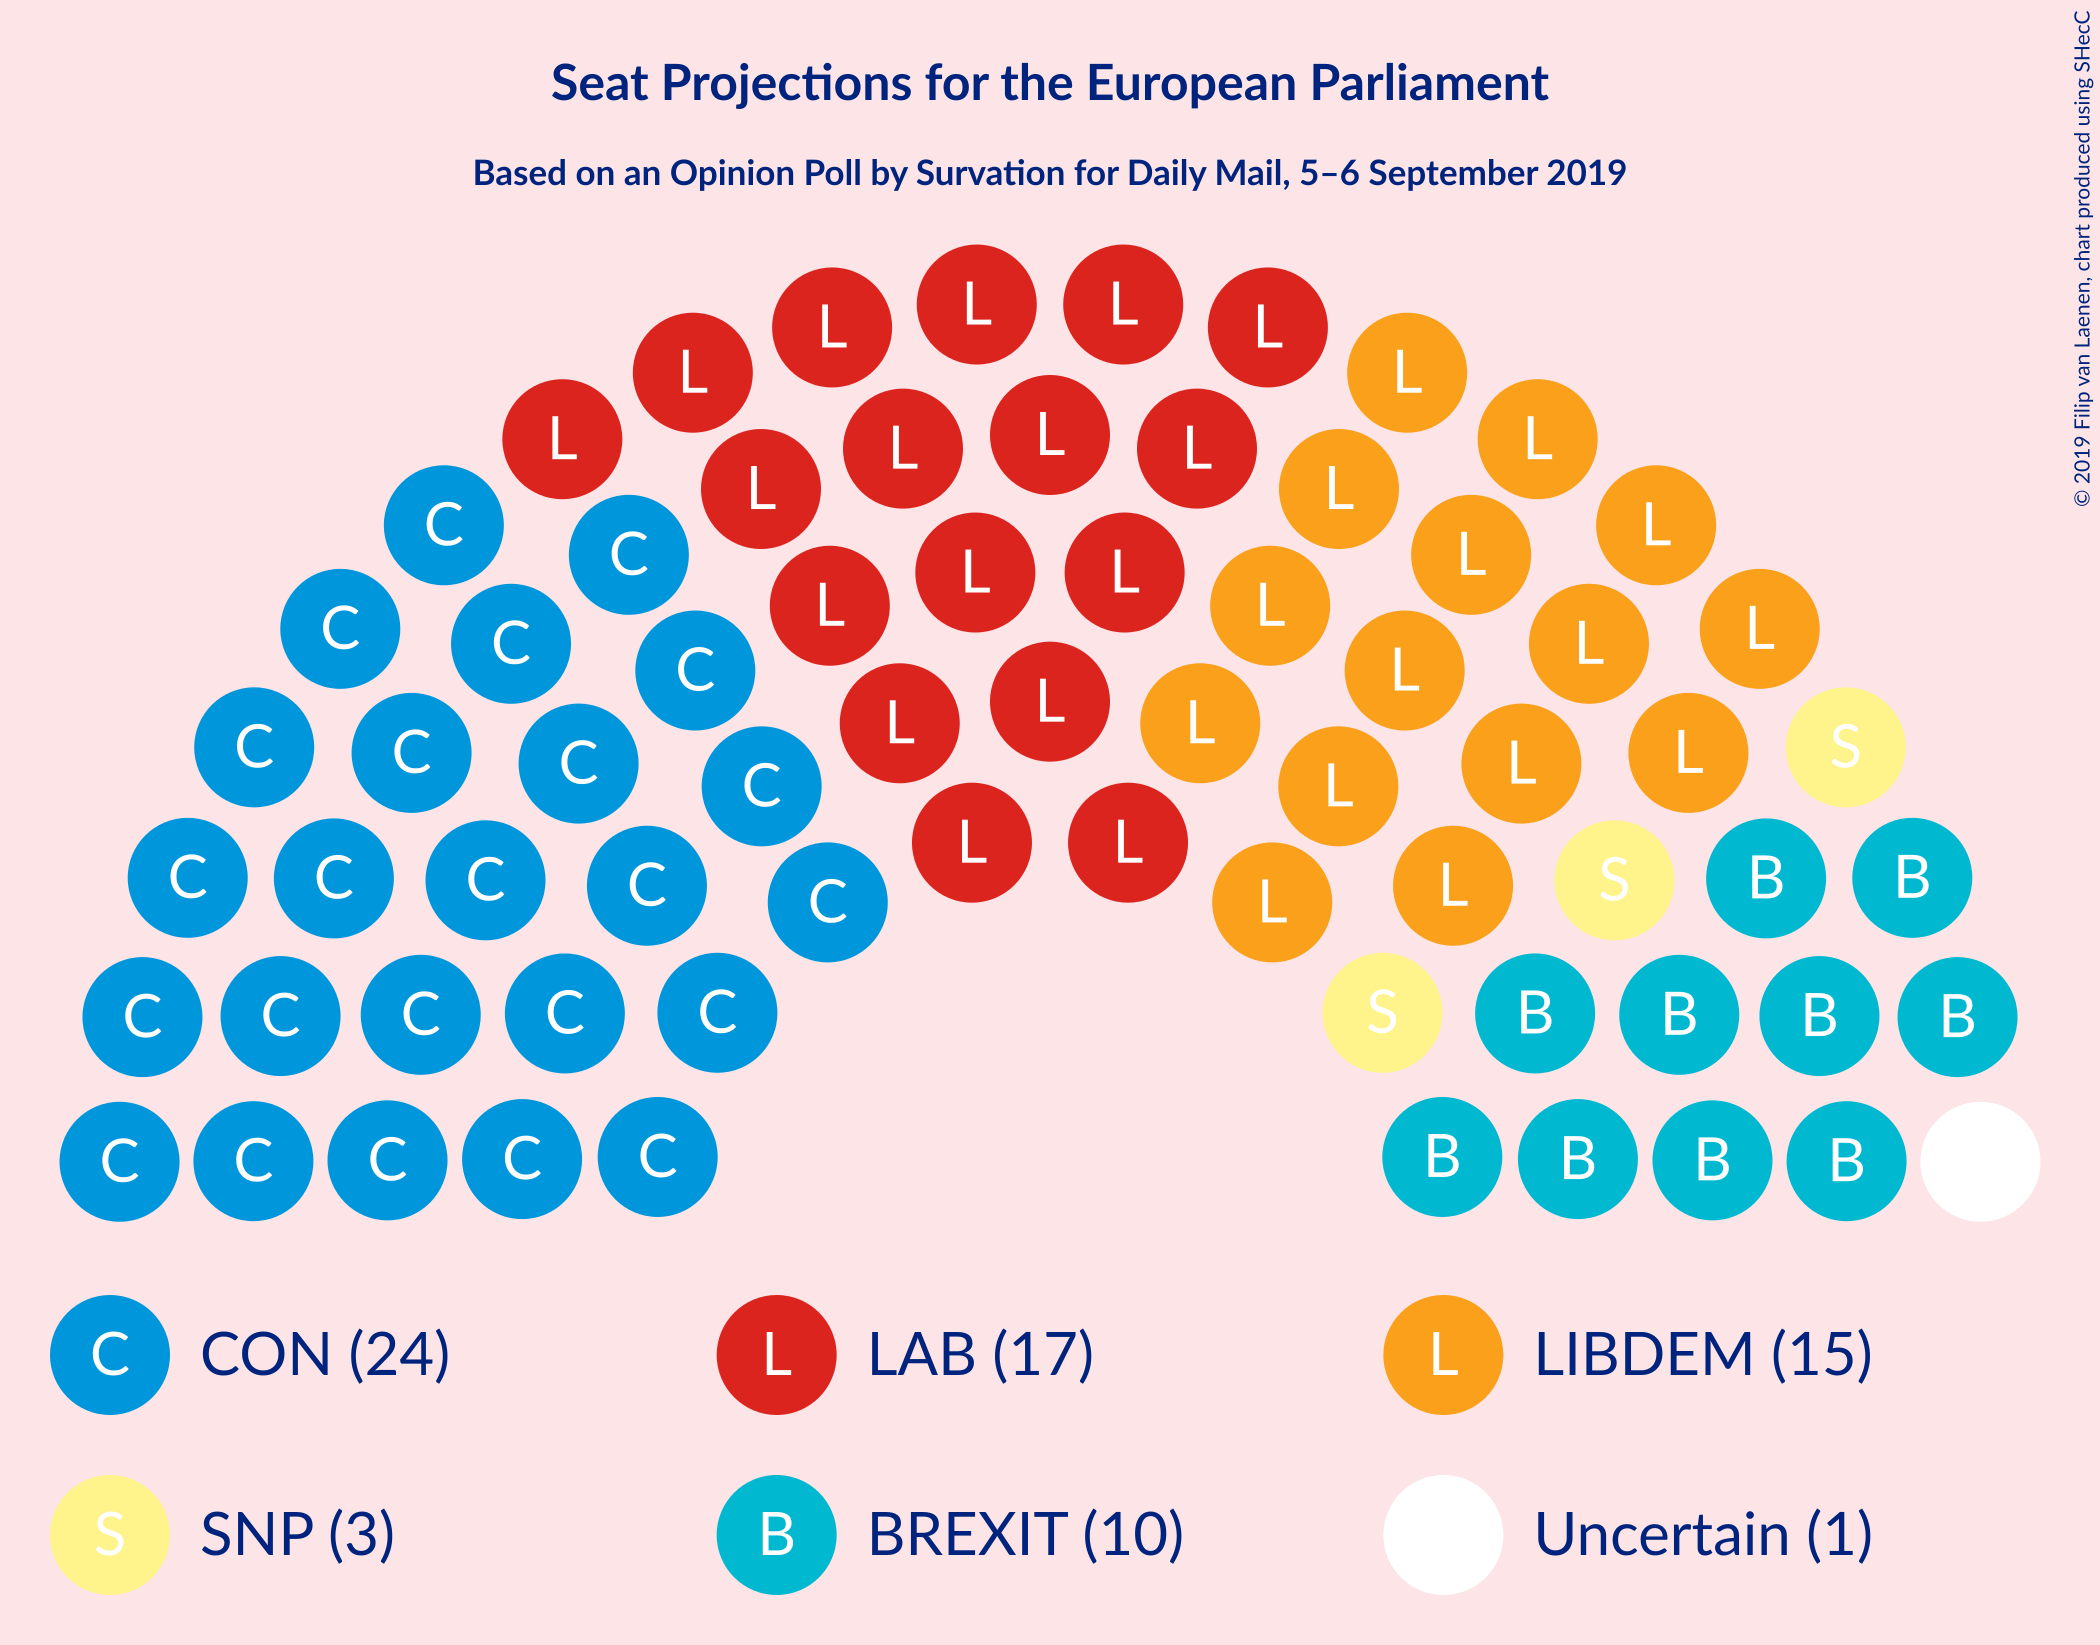 Seat Projections for the European Parliament
Based on an Opinion Poll by Survation for Daily Mail, 5–6 September 2019
© 2019 Filip van Laenen, chart produced using SHecC
L L L L
L L L L
L L L L L L
C C L L
C L L L L L
C C L L L
C L L L
C C C C L L L S
C L L
C C C C C L L S B B
C C C C C S B B B B
C C C C C B B B B
C CON (24) L LAB (17) L LIBDEM (15)
S SNP (3) B BREXIT (10) Uncertain (1)